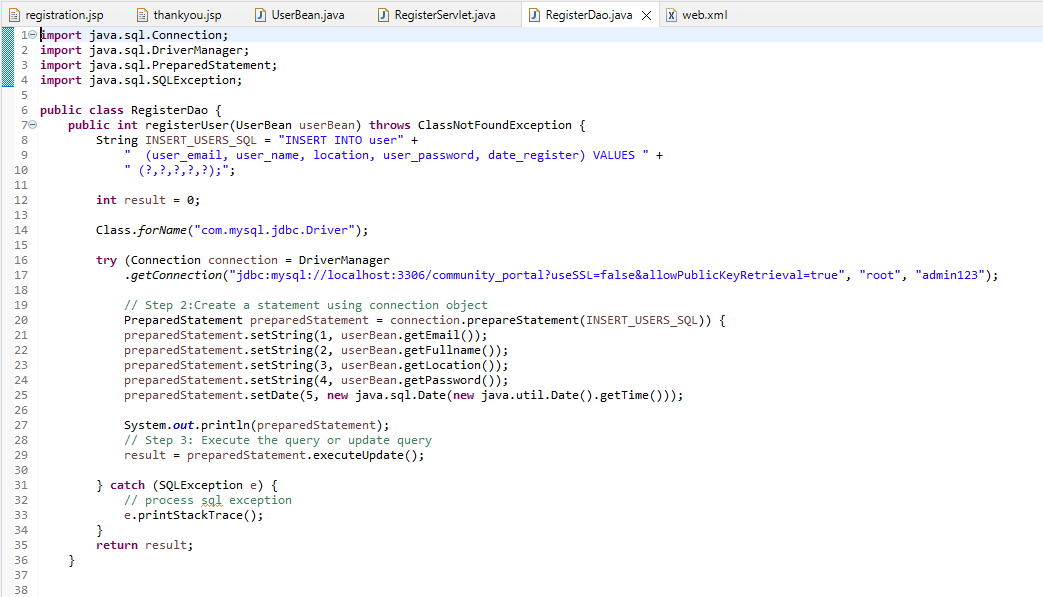 registration.jsp thankyou.jsp UserBean.java RegisterServlet.java RegisterDao.java web.xml
1 import java.sql.Connection;
2 import java.sql.DriverManager;
3 import java.sql.PreparedStatement;
4 import java.sql.SQLException;
5
6 public class RegisterDao {
7     public int registerUser(UserBean userBean) throws ClassNotFoundException {
8         String INSERT_USERS_SQL = "INSERT INTO user" +
9             "  (user_email, user_name, location, user_password, date_register) VALUES " +
10             " (?,?,?,?,?);";
11
12         int result = 0;
13
14         Class.forName("com.mysql.jdbc.Driver");
15
16         try (Connection connection = DriverManager
17             .getConnection("jdbc:mysql://localhost:3306/community_portal?useSSL=false&allowPublicKeyRetrieval=true", "root", "admin123");
18
19             // Step 2:Create a statement using connection object
20             PreparedStatement preparedStatement = connection.prepareStatement(INSERT_USERS_SQL)) {
21             preparedStatement.setString(1, userBean.getEmail());
22             preparedStatement.setString(2, userBean.getFullname());
23             preparedStatement.setString(3, userBean.getLocation());
24             preparedStatement.setString(4, userBean.getPassword());
25             preparedStatement.setDate(5, new java.sql.Date(new java.util.Date().getTime()));
26
27             System.out.println(preparedStatement);
28             // Step 3: Execute the query or update query
29             result = preparedStatement.executeUpdate();
30
31         } catch (SQLException e) {
32             // process sql exception
33             e.printStackTrace();
34         }
35         return result;
36     }
37
38